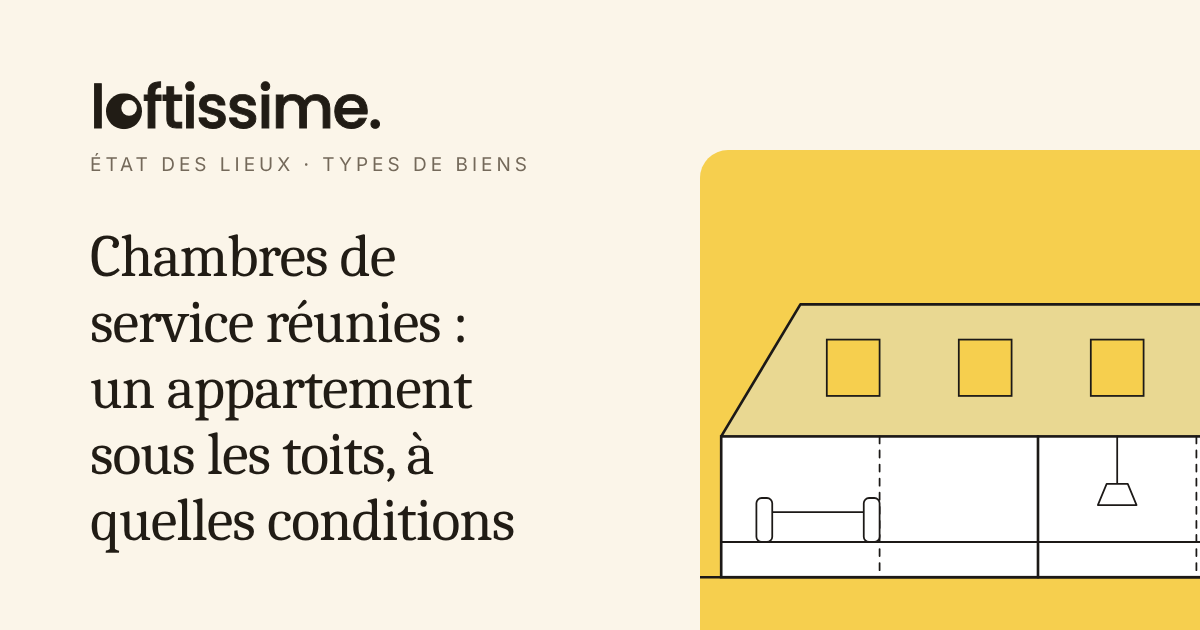 loftissime.
ÉTAT DES LIEUX · TYPES DE BIENS
Chambres de
service réunies :
un appartement
sous les toits, à
quelles conditions